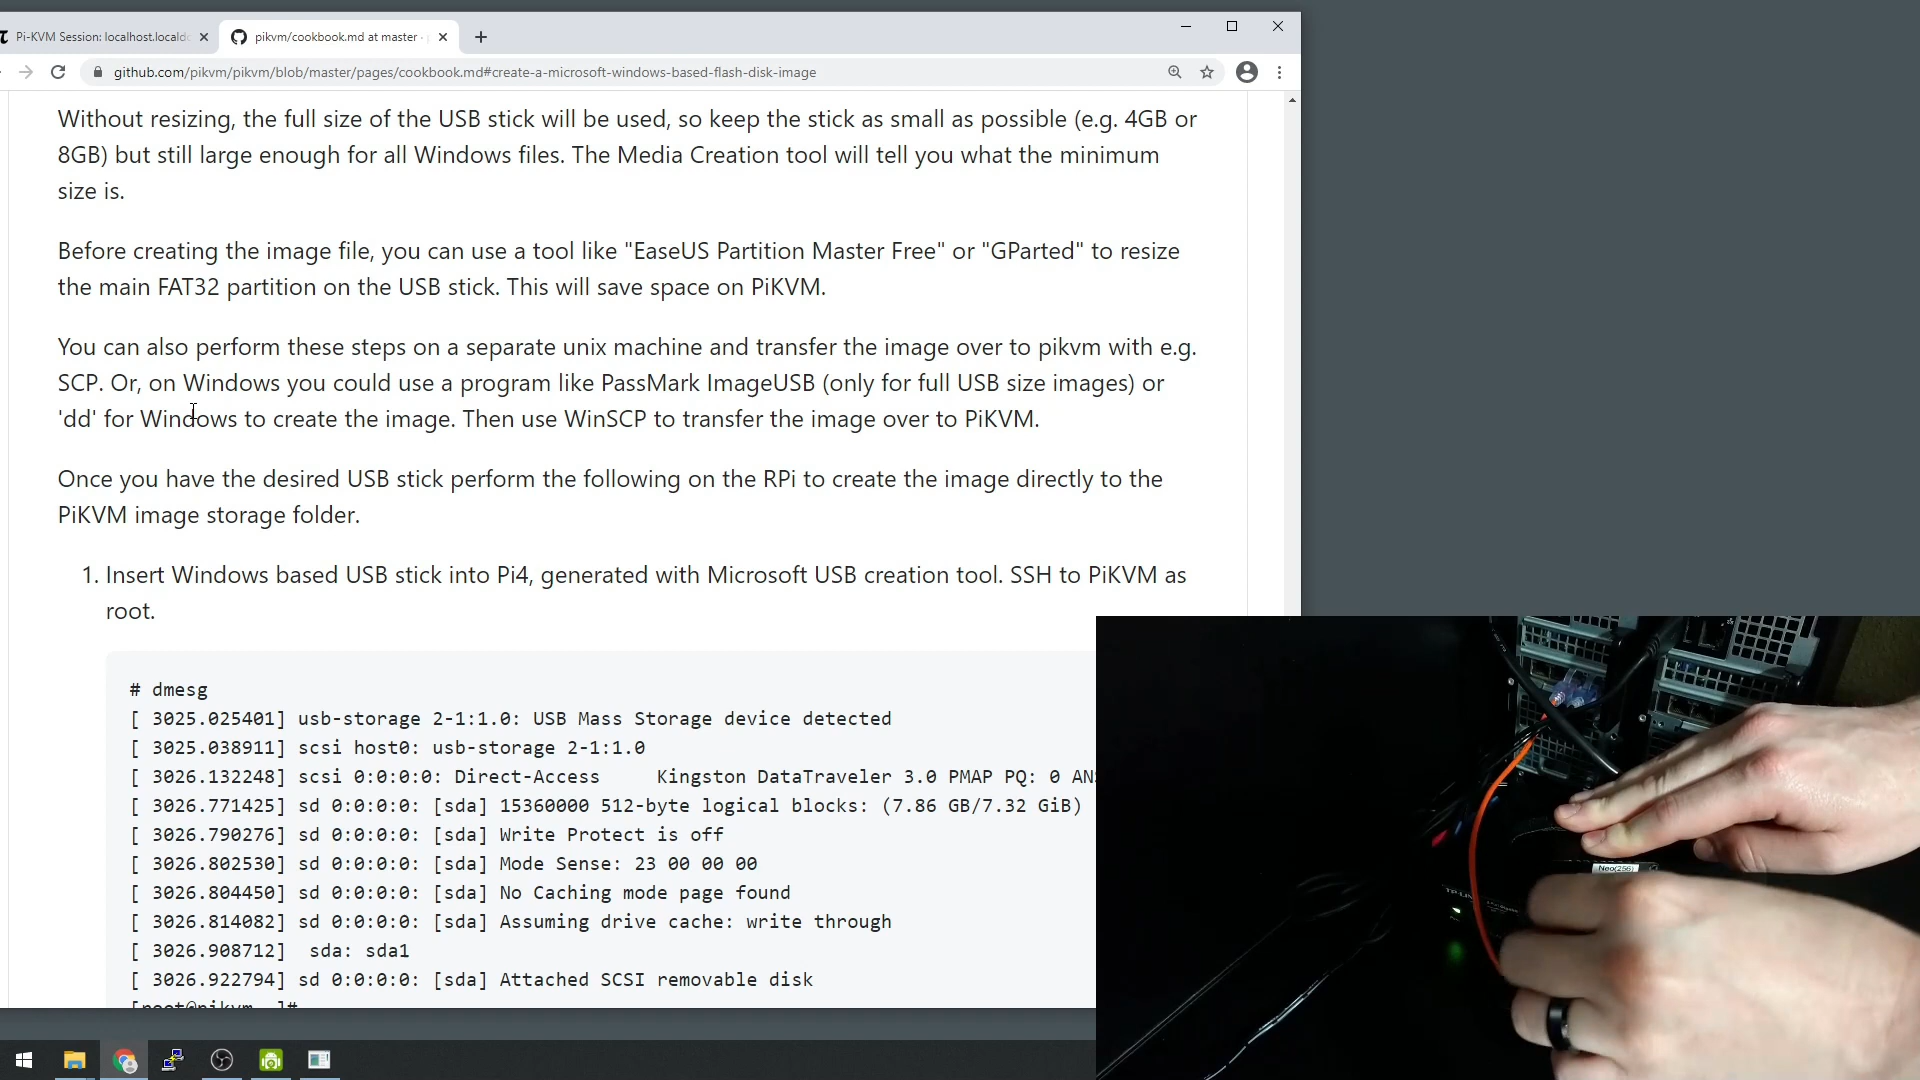 Pi-KVM Session: localhost.localdo
pikvm/cookbook.md at master ·
github.com/pikvm/pikvm/blob/master/pages/cookbook.md#create-a-microsoft-windows-based-flash-disk-image
Without resizing, the full size of the USB stick will be used, so keep the stick as small as possible (e.g. 4GB or
8GB) but still large enough for all Windows files. The Media Creation tool will tell you what the minimum
size is.
Before creating the image file, you can use a tool like "EaseUS Partition Master Free" or "GParted" to resize
the main FAT32 partition on the USB stick. This will save space on PiKVM.
You can also perform these steps on a separate unix machine and transfer the image over to pikvm with e.g.
SCP. Or, on Windows you could use a program like PassMark ImageUSB (only for full USB size images) or
'dd' for Windows to create the image. Then use WinSCP to transfer the image over to PiKVM.
Once you have the desired USB stick perform the following on the RPi to create the image directly to the
PiKVM image storage folder.
1. Insert Windows based USB stick into Pi4, generated with Microsoft USB creation tool. SSH to PiKVM as
root.
# dmesg
[ 3025.025401] usb-storage 2-1:1.0: USB Mass Storage device detected
[ 3025.038911] scsi host0: usb-storage 2-1:1.0
[ 3026.132248] scsi 0:0:0:0: Direct-Access     Kingston DataTraveler 3.0 PMAP PQ: 0 ANS
[ 3026.771425] sd 0:0:0:0: [sda] 15360000 512-byte logical blocks: (7.86 GB/7.32 GiB)
[ 3026.790276] sd 0:0:0:0: [sda] Write Protect is off
[ 3026.802530] sd 0:0:0:0: [sda] Mode Sense: 23 00 00 00
[ 3026.804450] sd 0:0:0:0: [sda] No Caching mode page found
[ 3026.814082] sd 0:0:0:0: [sda] Assuming drive cache: write through
[ 3026.908712]  sda: sda1
[ 3026.922794] sd 0:0:0:0: [sda] Attached SCSI removable disk
[root@pikvm ~]#
Neo(256)
TP-LINK